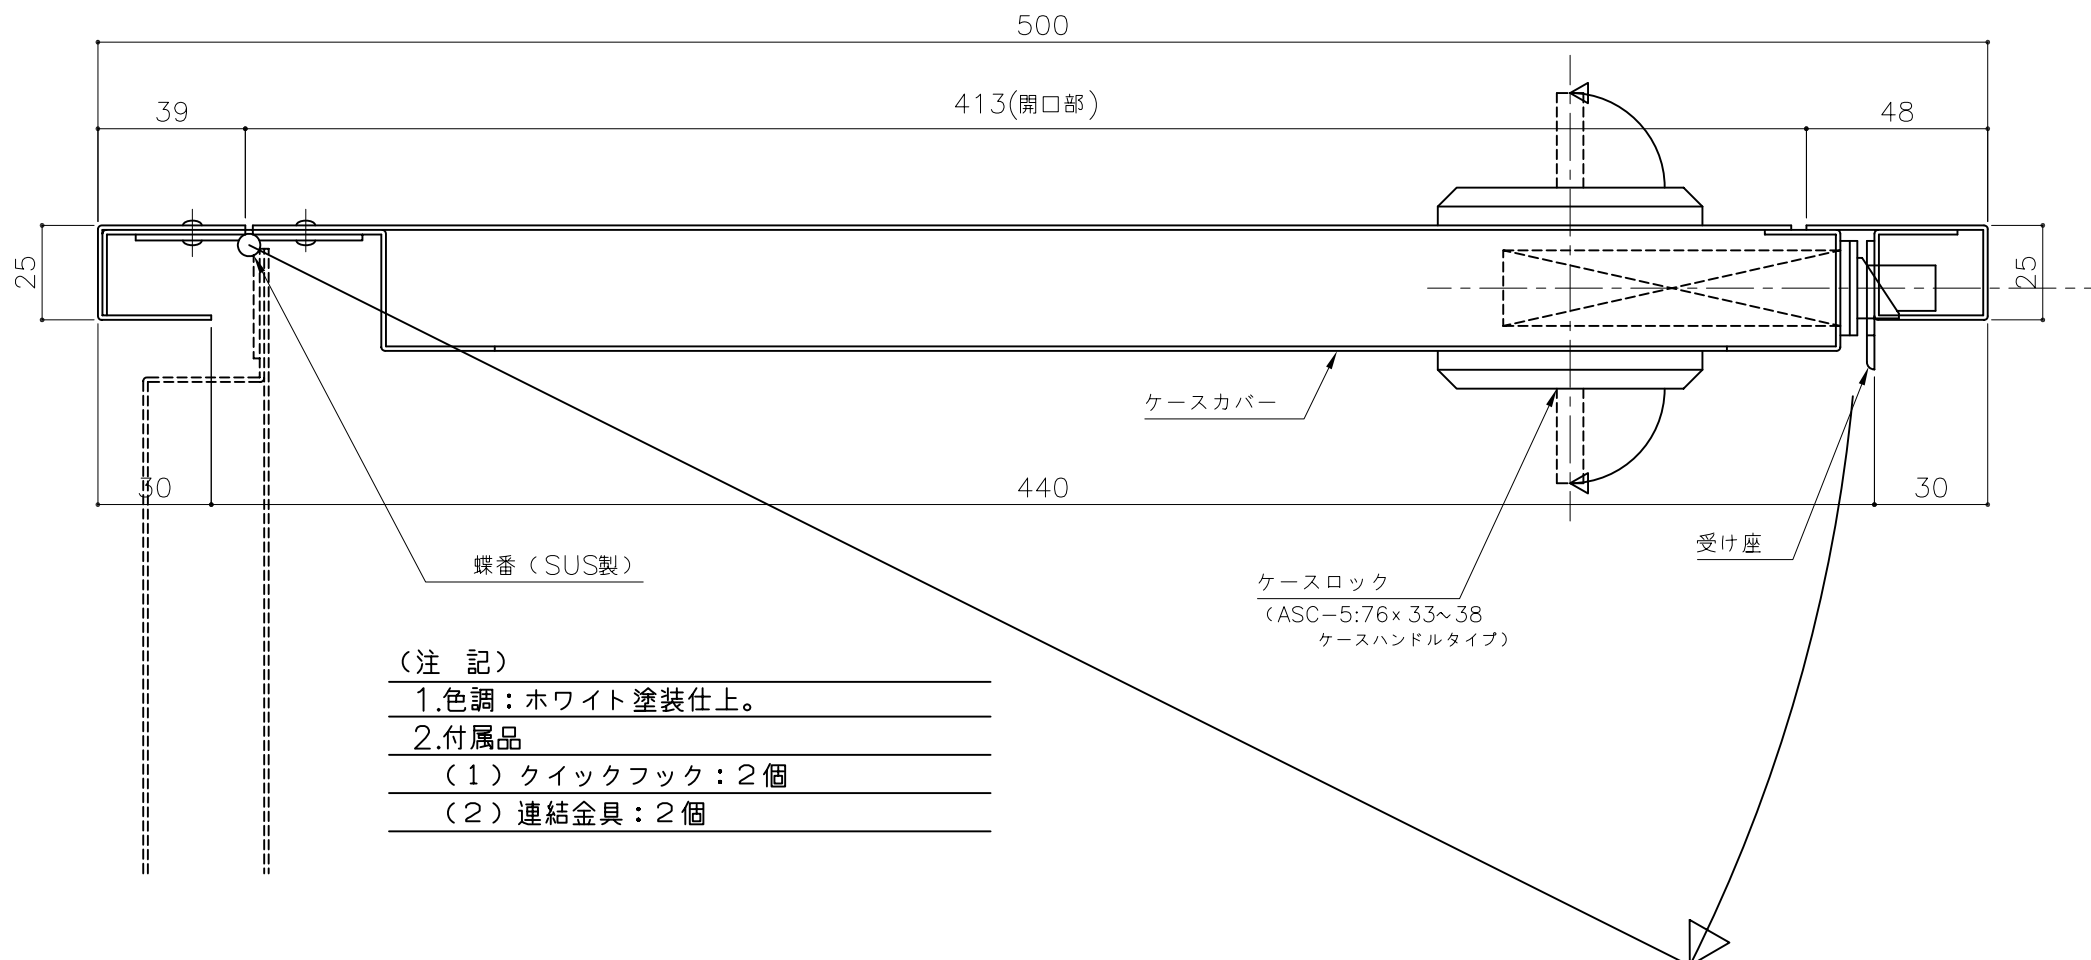 500
39
413(開口部)
48
25
25
ケースカバー
30
440
30
受け座
蝶番（SUS製）
ケースロック
（ASC−5:76×33~38
ケースハンドルタイプ）
（注　記）
1.色調：ホワイト塗装仕上。
2.付属品
（１）クイックフック：２個
（２）連結金具：２個